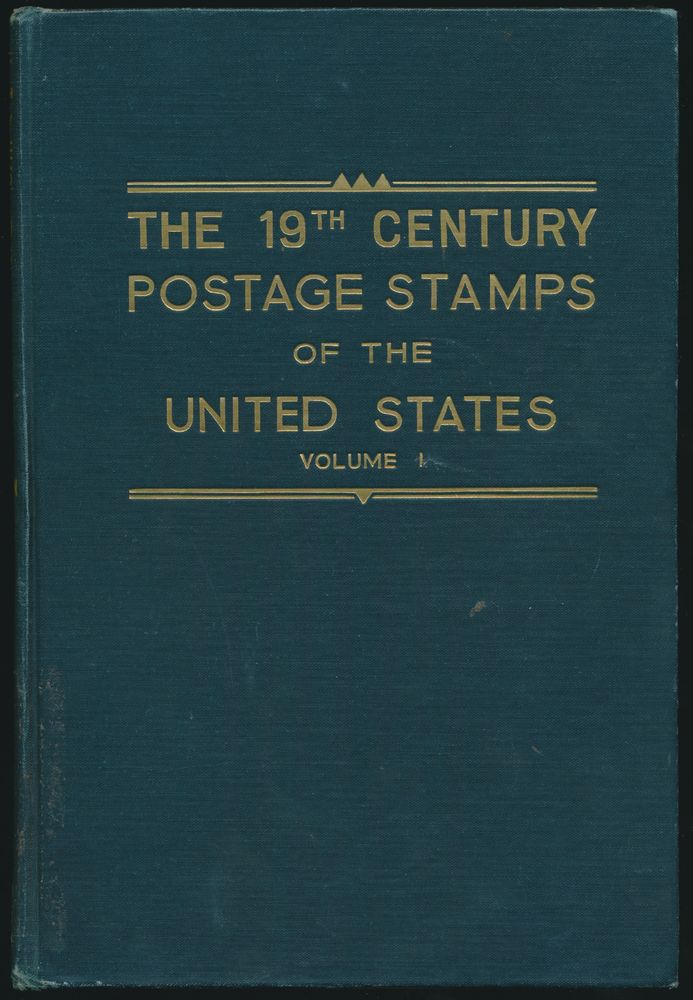 THE 19TH CENTURY
POSTAGE STAMPS
OF THE
UNITED STATES
VOLUME I